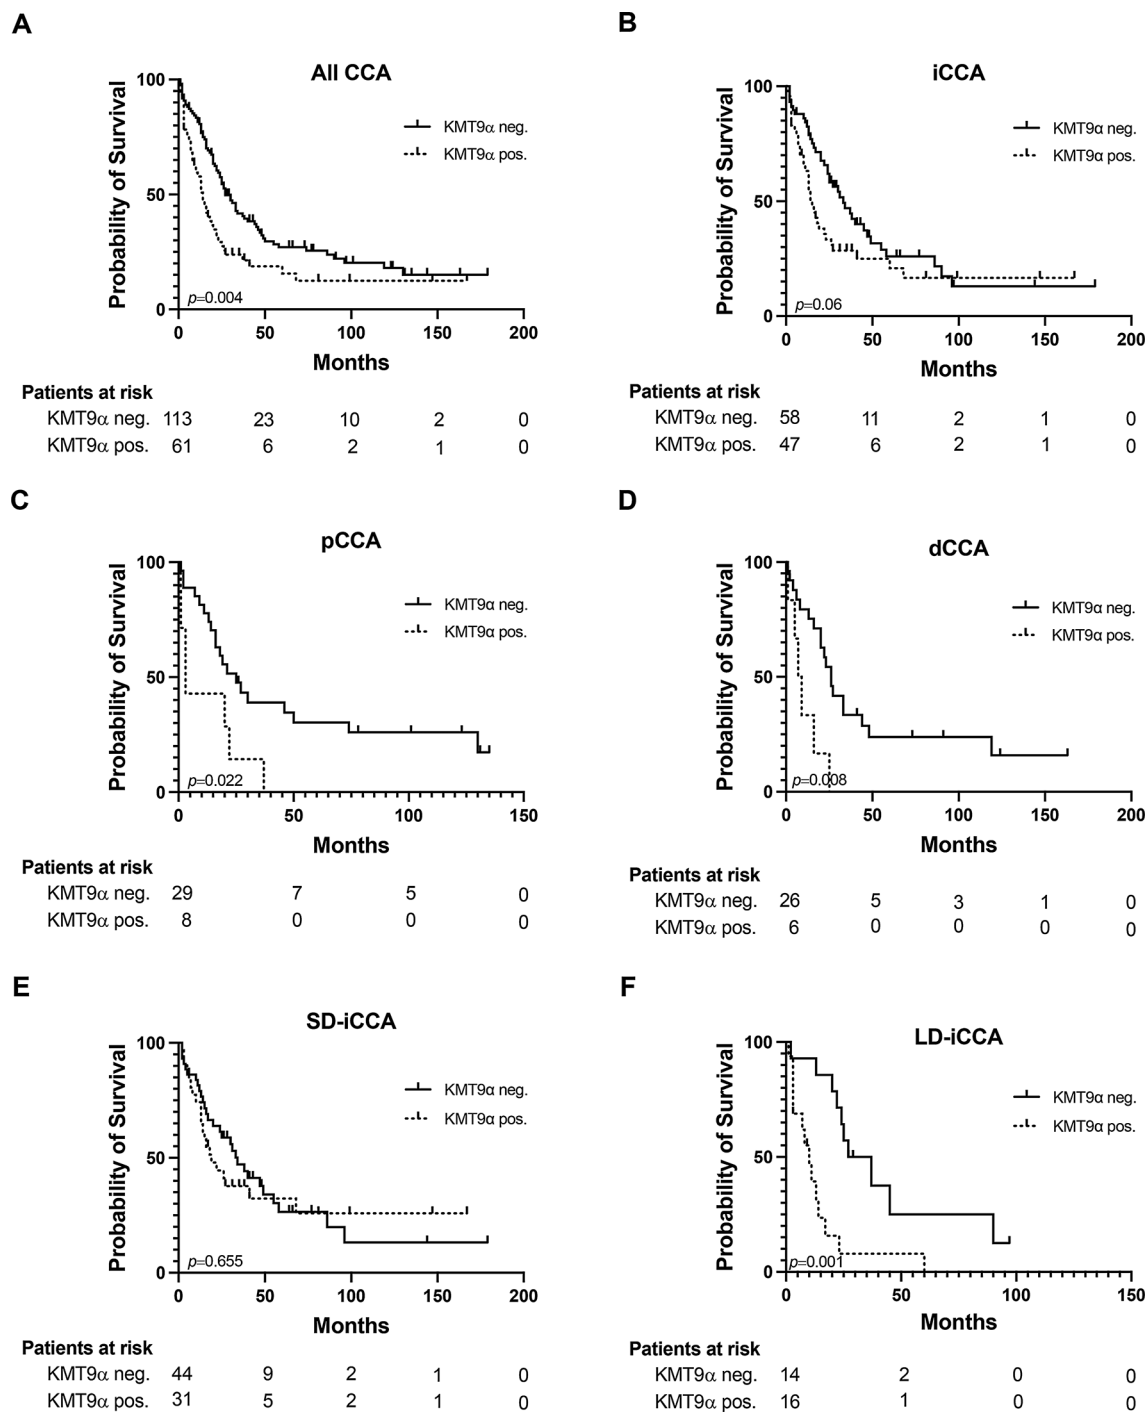 A
All CCA
Probability of Survival
100
50
0
KMT9α neg.
KMT9α pos.
p=0.004
0 50 100 150 200
Months
Patients at risk
KMT9α neg. 113 23 10 2 0
KMT9α pos. 61 6 2 1 0
B
iCCA
Probability of Survival
100
50
0
KMT9α neg.
KMT9α pos.
p=0.06
0 50 100 150 200
Months
Patients at risk
KMT9α neg. 58 11 2 1 0
KMT9α pos. 47 6 2 1 0
C
pCCA
Probability of Survival
100
50
0
KMT9α neg.
KMT9α pos.
p=0.022
0 50 100 150
Months
Patients at risk
KMT9α neg. 29 7 5 0
KMT9α pos. 8 0 0 0
D
dCCA
Probability of Survival
100
50
0
KMT9α neg.
KMT9α pos.
p=0.008
0 50 100 150 200
Months
Patients at risk
KMT9α neg. 26 5 3 1 0
KMT9α pos. 6 0 0 0 0
E
SD-iCCA
Probability of Survival
100
50
0
KMT9α neg.
KMT9α pos.
p=0.655
0 50 100 150 200
Months
Patients at risk
KMT9α neg. 44 9 2 1 0
KMT9α pos. 31 5 2 1 0
F
LD-iCCA
Probability of Survival
100
50
0
KMT9α neg.
KMT9α pos.
p=0.001
0 50 100 150
Months
Patients at risk
KMT9α neg. 14 2 0 0
KMT9α pos. 16 1 0 0